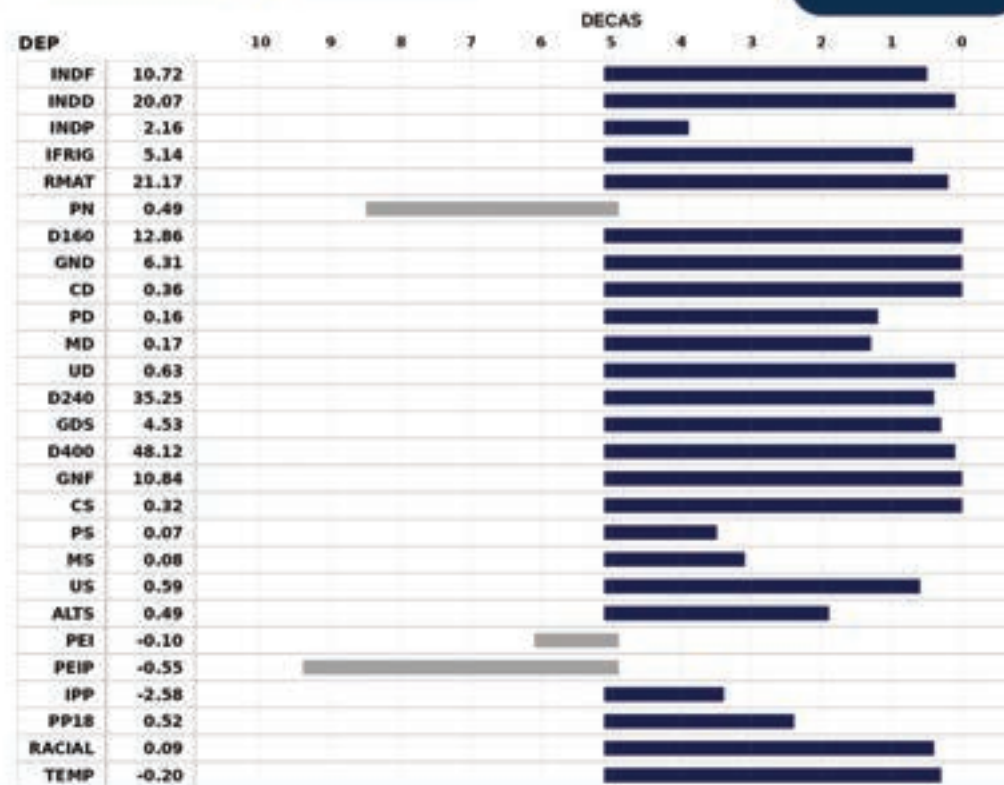 DECAS
DEP 10 9 8 7 6 5 4 3 2 1 0
INDF 10.72
INDD 20.07
INDP 2.16
IFRIG 5.14
RMAT 21.17
PN 0.49
D160 12.86
GND 6.31
CD 0.36
PD 0.16
MD 0.17
UD 0.63
D240 35.25
GDS 4.53
D400 48.12
GNF 10.84
CS 0.32
PS 0.07
MS 0.08
US 0.59
ALTS 0.49
PEI -0.10
PEIP -0.55
IPP -2.58
PP18 0.52
RACIAL 0.09
TEMP -0.20